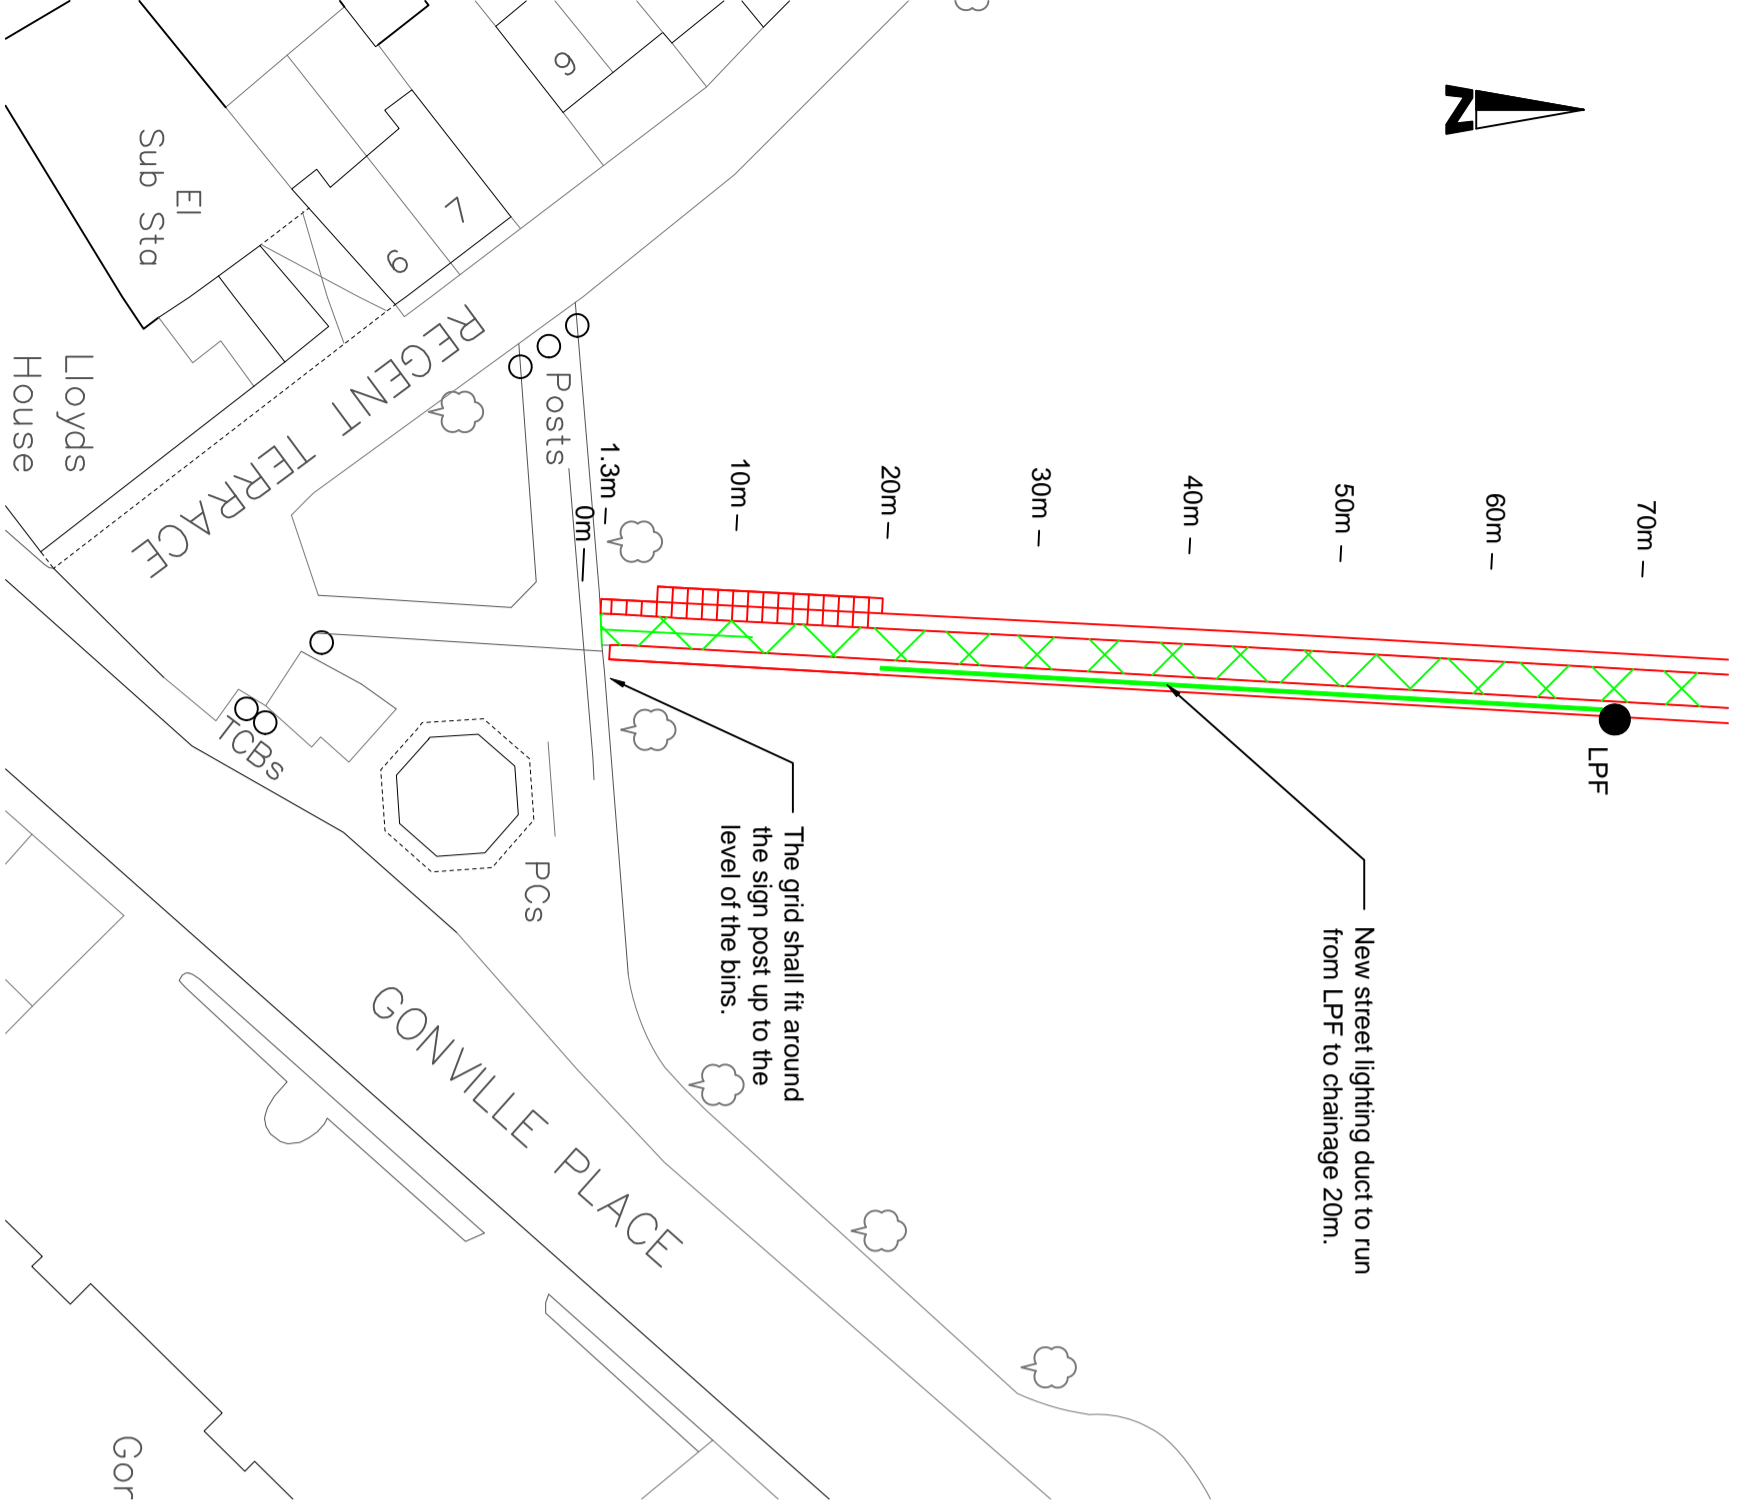 N
9
7
6
El
Sub Sta
Lloyds
House
REGENT TERRACE
Posts
TCBs
PCs
GONVILLE PLACE
Gor
0m
1.3m
10m
20m
30m
40m
50m
60m
70m
LPF
The grid shall fit around
the sign post up to the
level of the bins.
New street lighting duct to run
from LPF to chainage 20m.